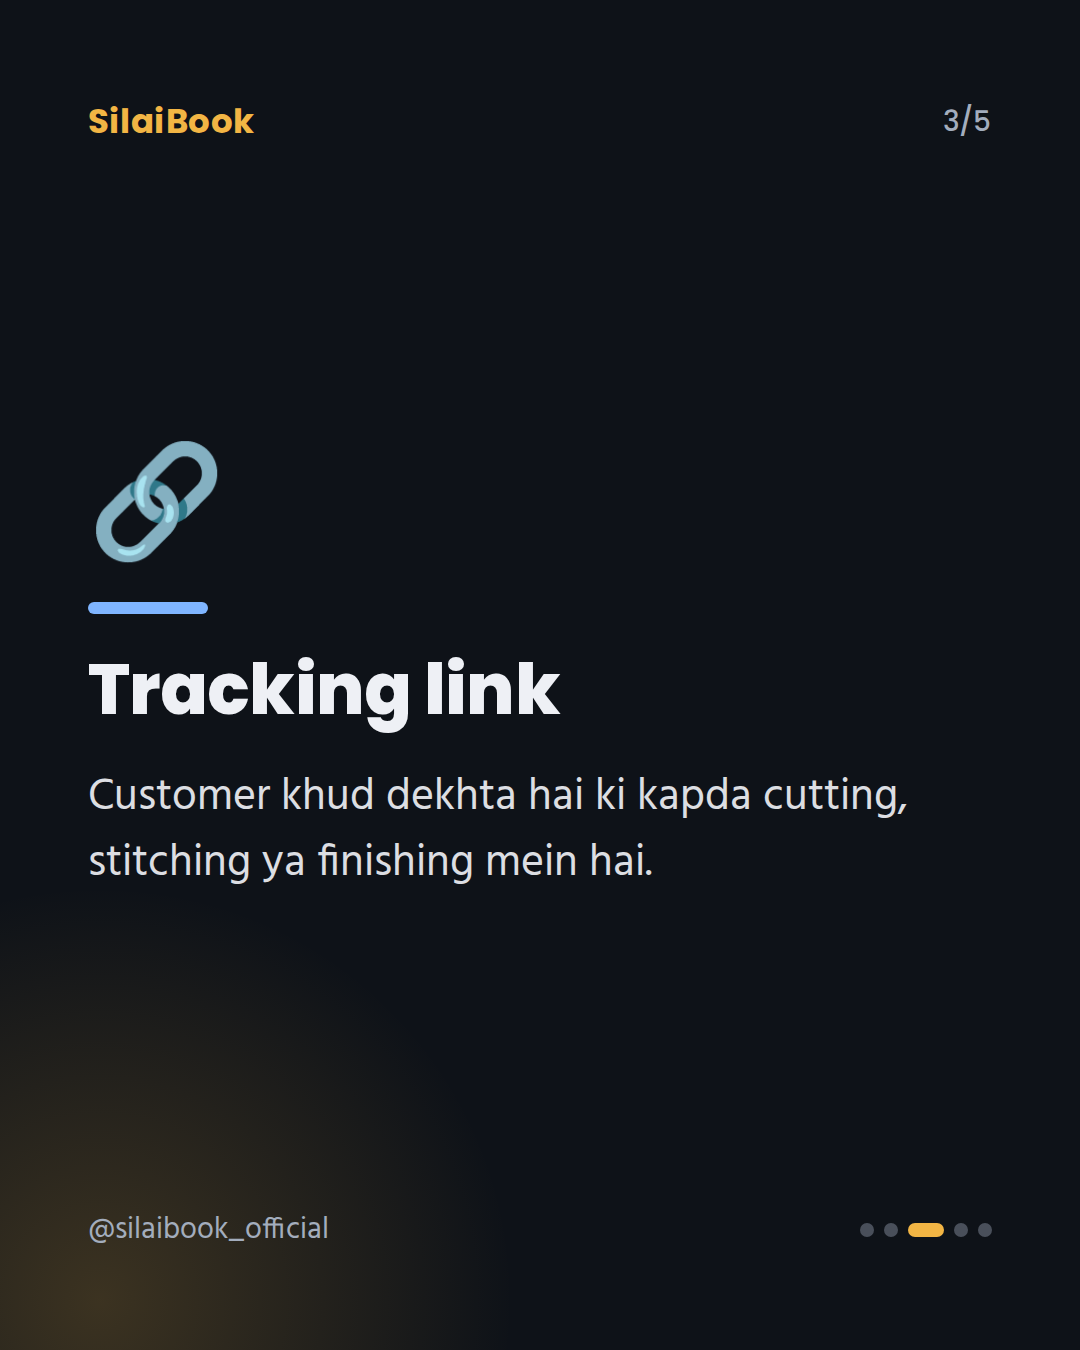 SilaiBook
3/5
Tracking link
Customer khud dekhta hai ki kapda cutting,
stitching ya finishing mein hai.
@silaibook_official